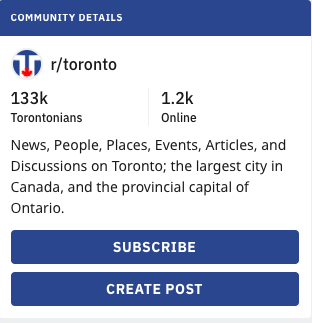 COMMUNITY DETAILS
r/toronto
133k 1.2k
Torontonians Online
News, People, Places, Events, Articles, and
Discussions on Toronto; the largest city in
Canada, and the provincial capital of
Ontario.
SUBSCRIBE
CREATE POST